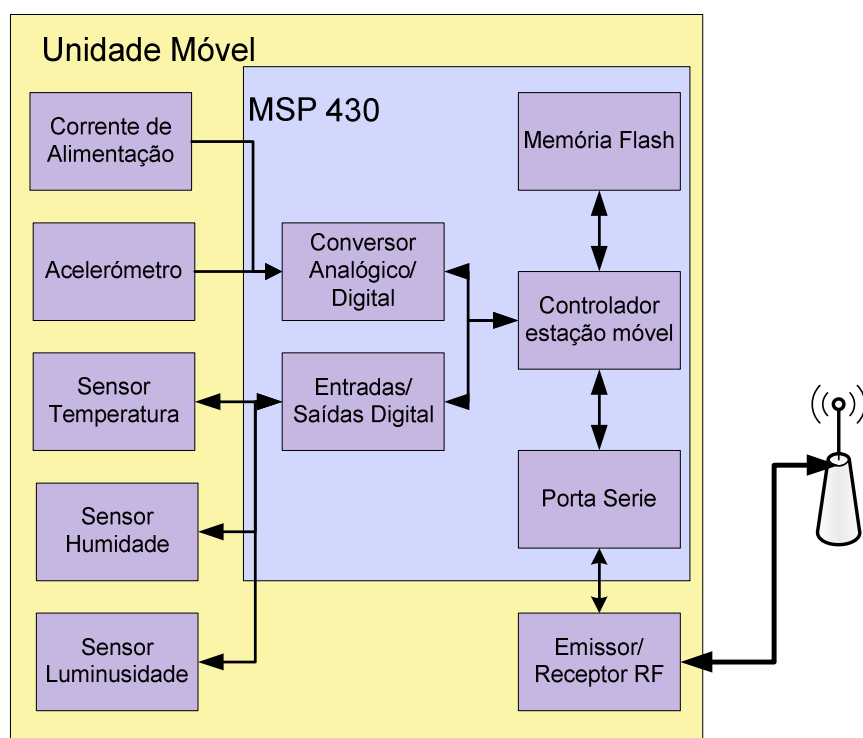 Unidade Móvel
MSP 430
Corrente de
Alimentação
Memória Flash
Acelerómetro
Conversor
Analógico/
Digital
Controlador
estação móvel
Sensor
Temperatura
Entradas/
Saídas Digital
Sensor
Humidade
Porta Serie
Sensor
Luminusidade
Emissor/
Receptor RF